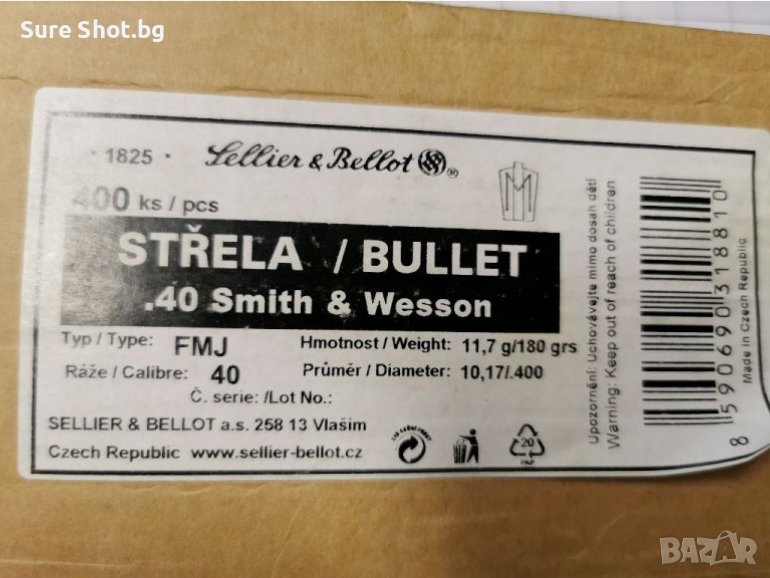 Sure Shot.bg
· 1825 · Sellier & Bellot ®
400 ks / pcs
STŘELA / BULLET
.40 Smith & Wesson
Typ / Type: FMJ Hmotnost / Weight: 11,7 g/180 grs
Ráže / Calibre: 40 Průměr / Diameter: 10,17/.400
Č. serie: /Lot No.:
SELLIER & BELLOT a.s. 258 13 Vlašim
Czech Republic www.sellier-bellot.cz
20
PAP
Upozornění: Uchovávejte mimo dosah dětí
Warning: Keep out of reach of children
8 590690 318810
Made in Czech Republic
BAZAR